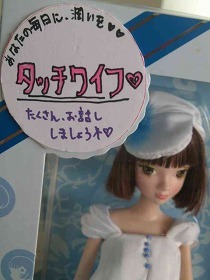 あなたの毎日に、潤いを♥♥
タッチワイフ♡
たくさん、お話し
しましょうネ♥